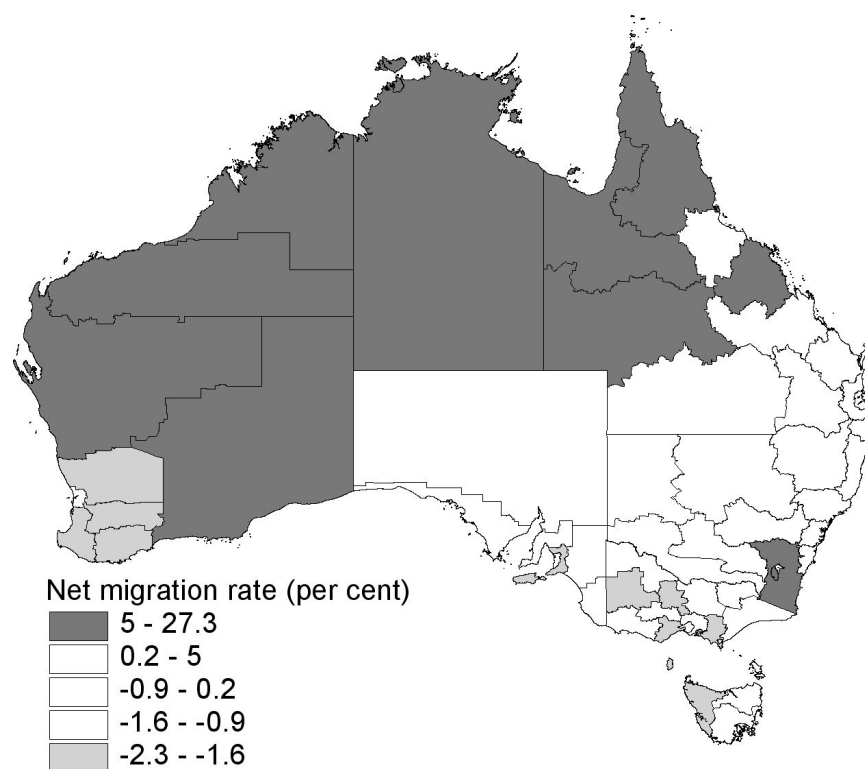 Net migration rate (per cent)
5 - 27.3
0.2 - 5
-0.9 - 0.2
-1.6 - -0.9
-2.3 - -1.6